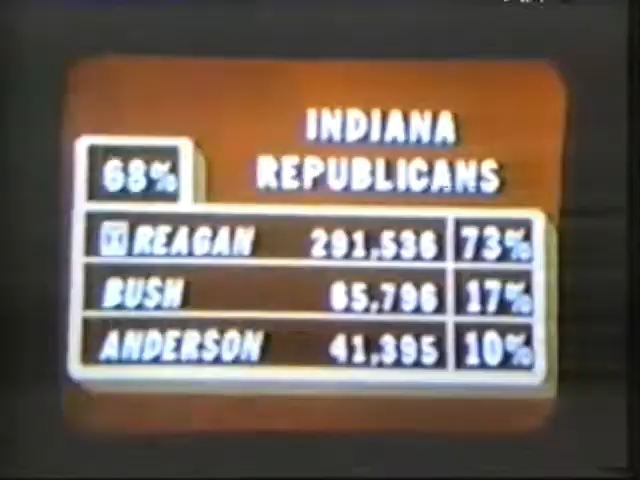 INDIANA
REPUBLICANS
68%
REAGAN 291,536 73%
BUSH 65,796 17%
ANDERSON 41,395 10%